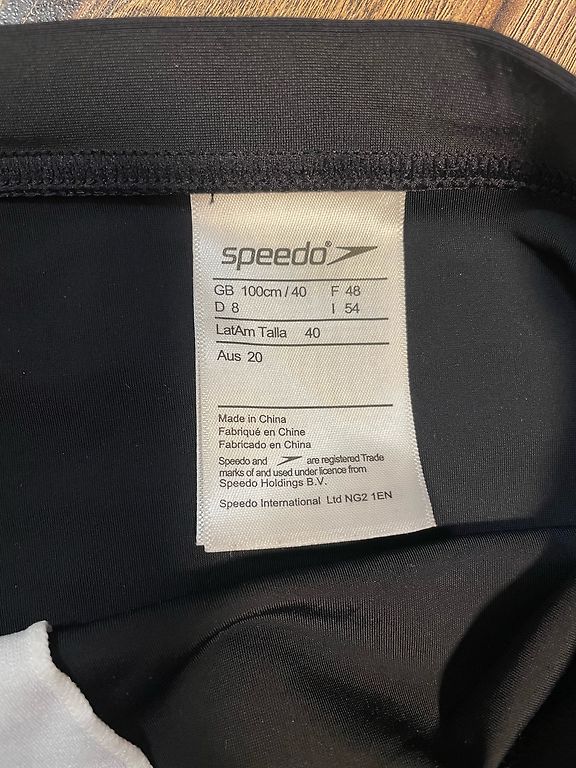 speedo®
GB 100cm / 40 F 48
D 8 I 54
LatAm Talla 40
Aus 20
Made in China
Fabriqué en Chine
Fabricado en China
Speedo and are registered Trade
marks of and used under licence from
Speedo Holdings B.V.
Speedo International Ltd NG2 1EN